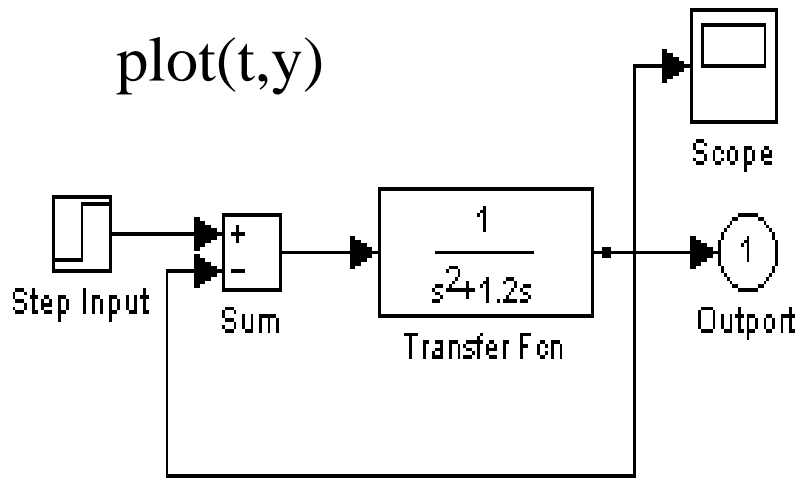 plot(t,y)
Scope
+
−
1
s²+1.2s
1
Step Input
Sum
Transfer Fcn
Outport